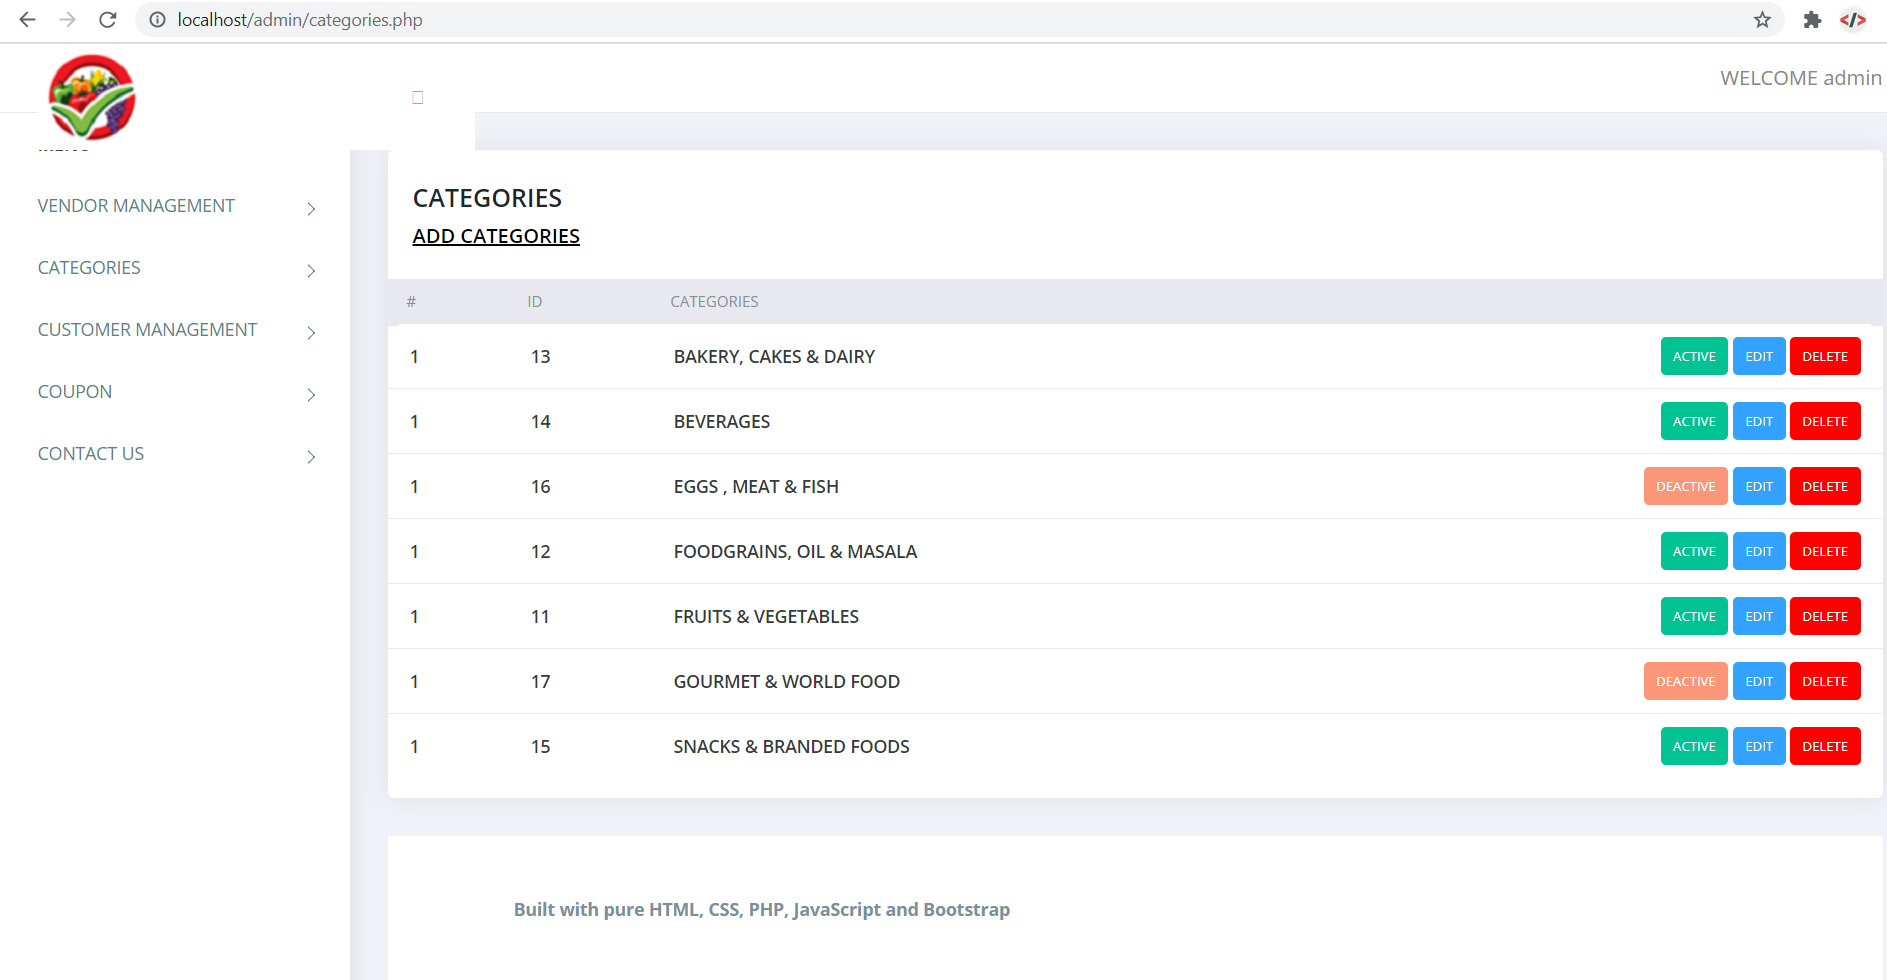 localhost/admin/categories.php
WELCOME admin
VENDOR MANAGEMENT
CATEGORIES
CUSTOMER MANAGEMENT
COUPON
CONTACT US
CATEGORIES
ADD CATEGORIES
# ID CATEGORIES
1 13 BAKERY, CAKES & DAIRY ACTIVE EDIT DELETE
1 14 BEVERAGES ACTIVE EDIT DELETE
1 16 EGGS , MEAT & FISH DEACTIVE EDIT DELETE
1 12 FOODGRAINS, OIL & MASALA ACTIVE EDIT DELETE
1 11 FRUITS & VEGETABLES ACTIVE EDIT DELETE
1 17 GOURMET & WORLD FOOD DEACTIVE EDIT DELETE
1 15 SNACKS & BRANDED FOODS ACTIVE EDIT DELETE
Built with pure HTML, CSS, PHP, JavaScript and Bootstrap